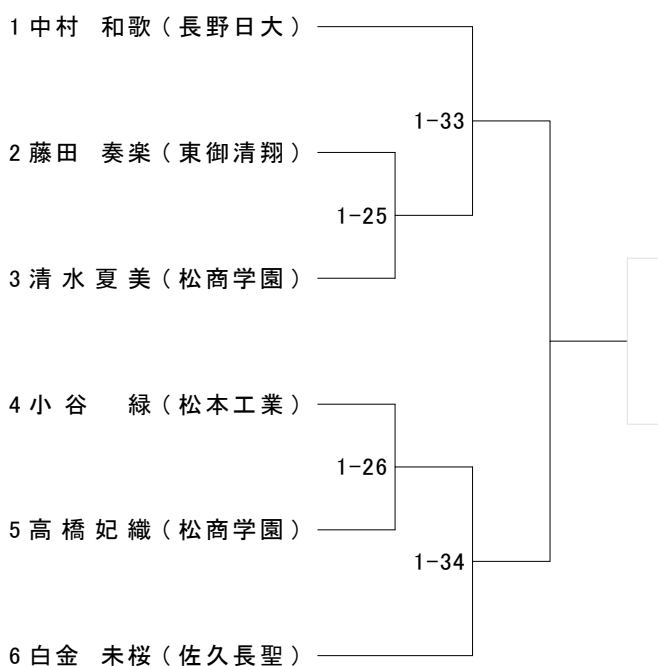 1 中村 和歌 ( 長野日大 )
1-33
2 藤田 奏楽 ( 東御清翔 )
1-25
3 清水夏美 ( 松商学園 )
4 小谷 緑 ( 松本工業 )
1-26
5 高橋妃織 ( 松商学園 )
1-34
6 白金 未桜 ( 佐久長聖 )